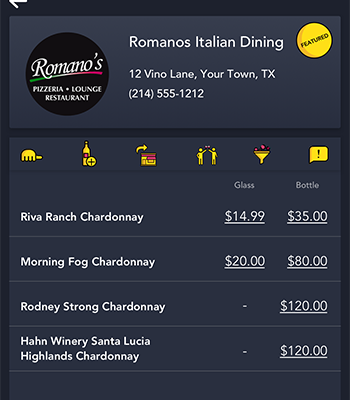 Romanos Italian Dining
FEATURED
Romano's
PIZZERIA • LOUNGE
RESTAURANT
12 Vino Lane, Your Town, TX
(214) 555-1212
Glass Bottle
Riva Ranch Chardonnay $14.99 $35.00
Morning Fog Chardonnay $20.00 $80.00
Rodney Strong Chardonnay - $120.00
Hahn Winery Santa Lucia
Highlands Chardonnay - $120.00